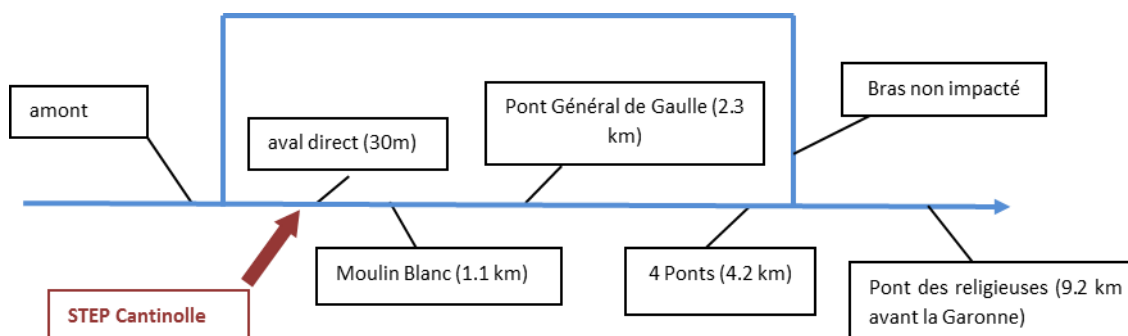 amont
aval direct (30m)
Pont Général de Gaulle (2.3
km)
Bras non impacté
STEP Cantinolle
Moulin Blanc (1.1 km)
4 Ponts (4.2 km)
Pont des religieuses (9.2 km
avant la Garonne)